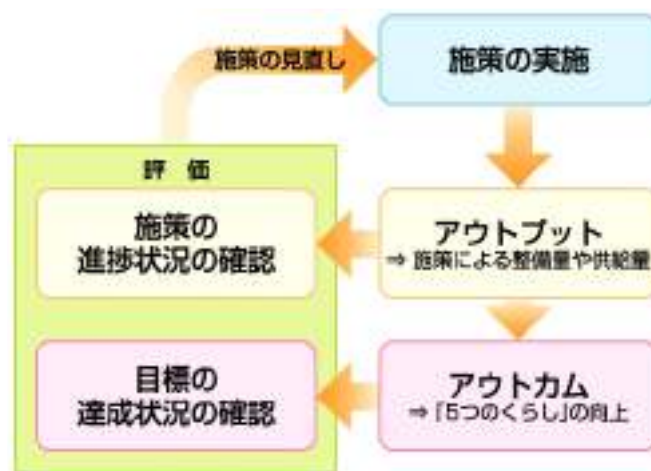 施策の見直し
施策の実施
評 価
施策の
進捗状況の確認
アウトプット
⇒ 施策による整備量や供給量
目標の
達成状況の確認
アウトカム
⇒「5つのくらし」の向上